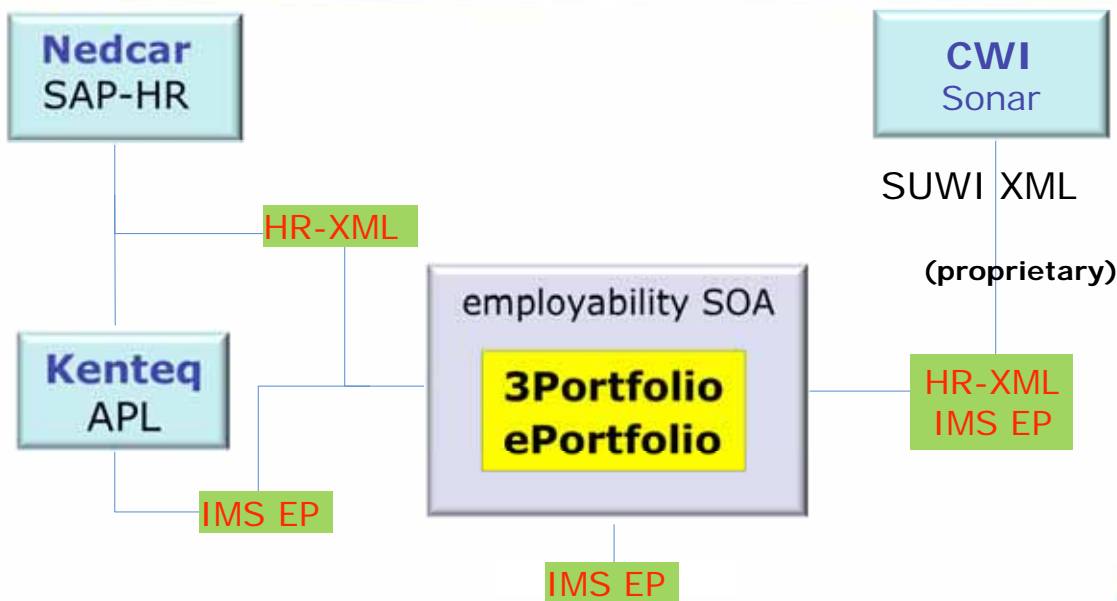 Nedcar
SAP-HR
CWI
Sonar
SUWI XML
(proprietary)
HR-XML
employability SOA
3Portfolio
ePortfolio
Kenteq
APL
HR-XML
IMS EP
IMS EP
IMS EP